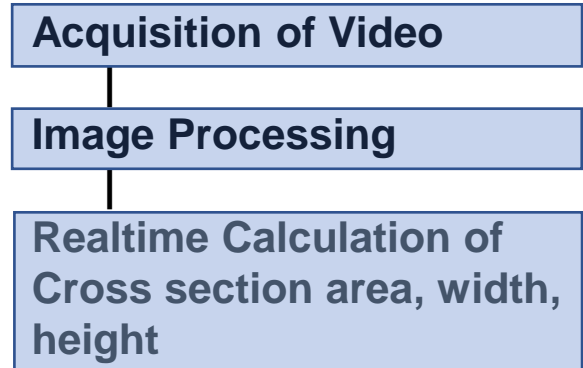 Acquisition of Video
Image Processing
Realtime Calculation of
Cross section area, width,
height